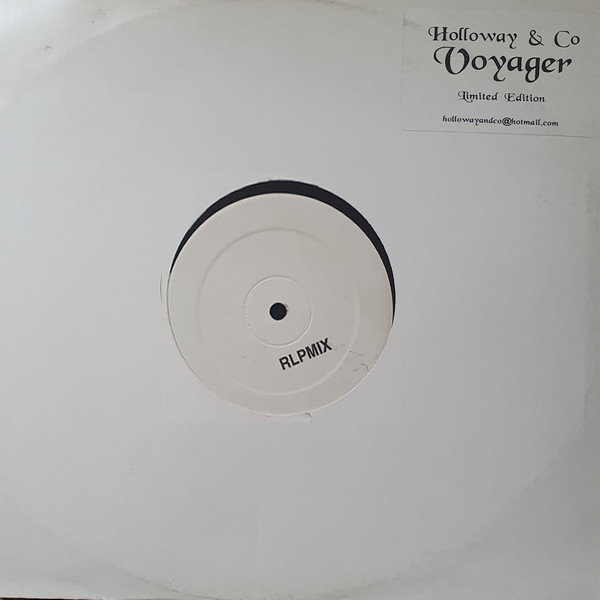 Holloway & Co
Voyager
Limited Edition
hollowayandco@hotmail.com
RLPMIX